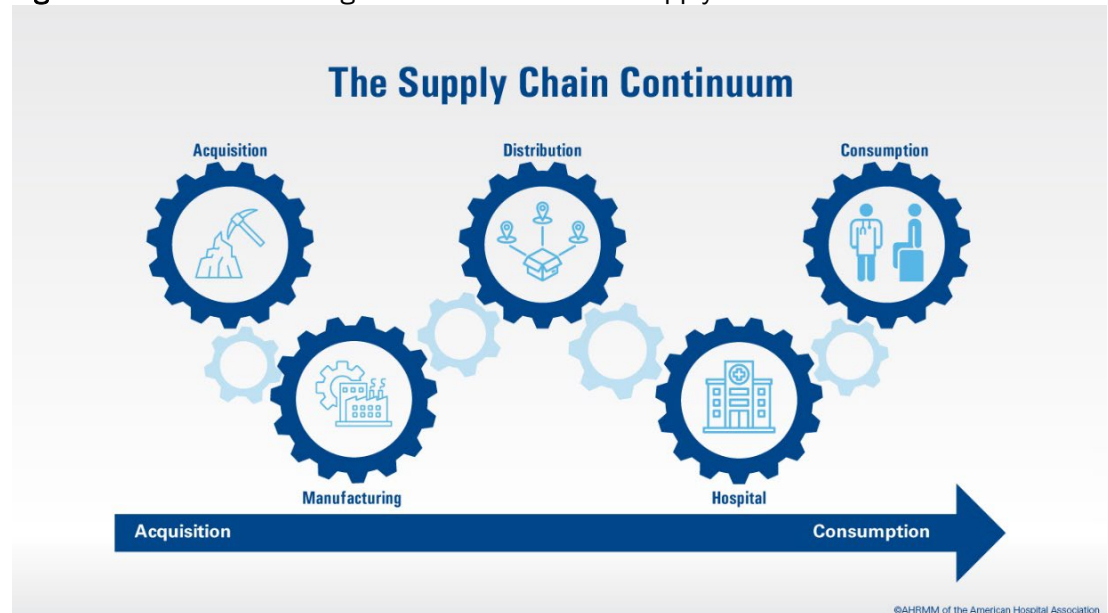 The Supply Chain Continuum
Acquisition
Distribution
Consumption
Manufacturing
Hospital
Acquisition
Consumption
©AHRMM of the American Hospital Association